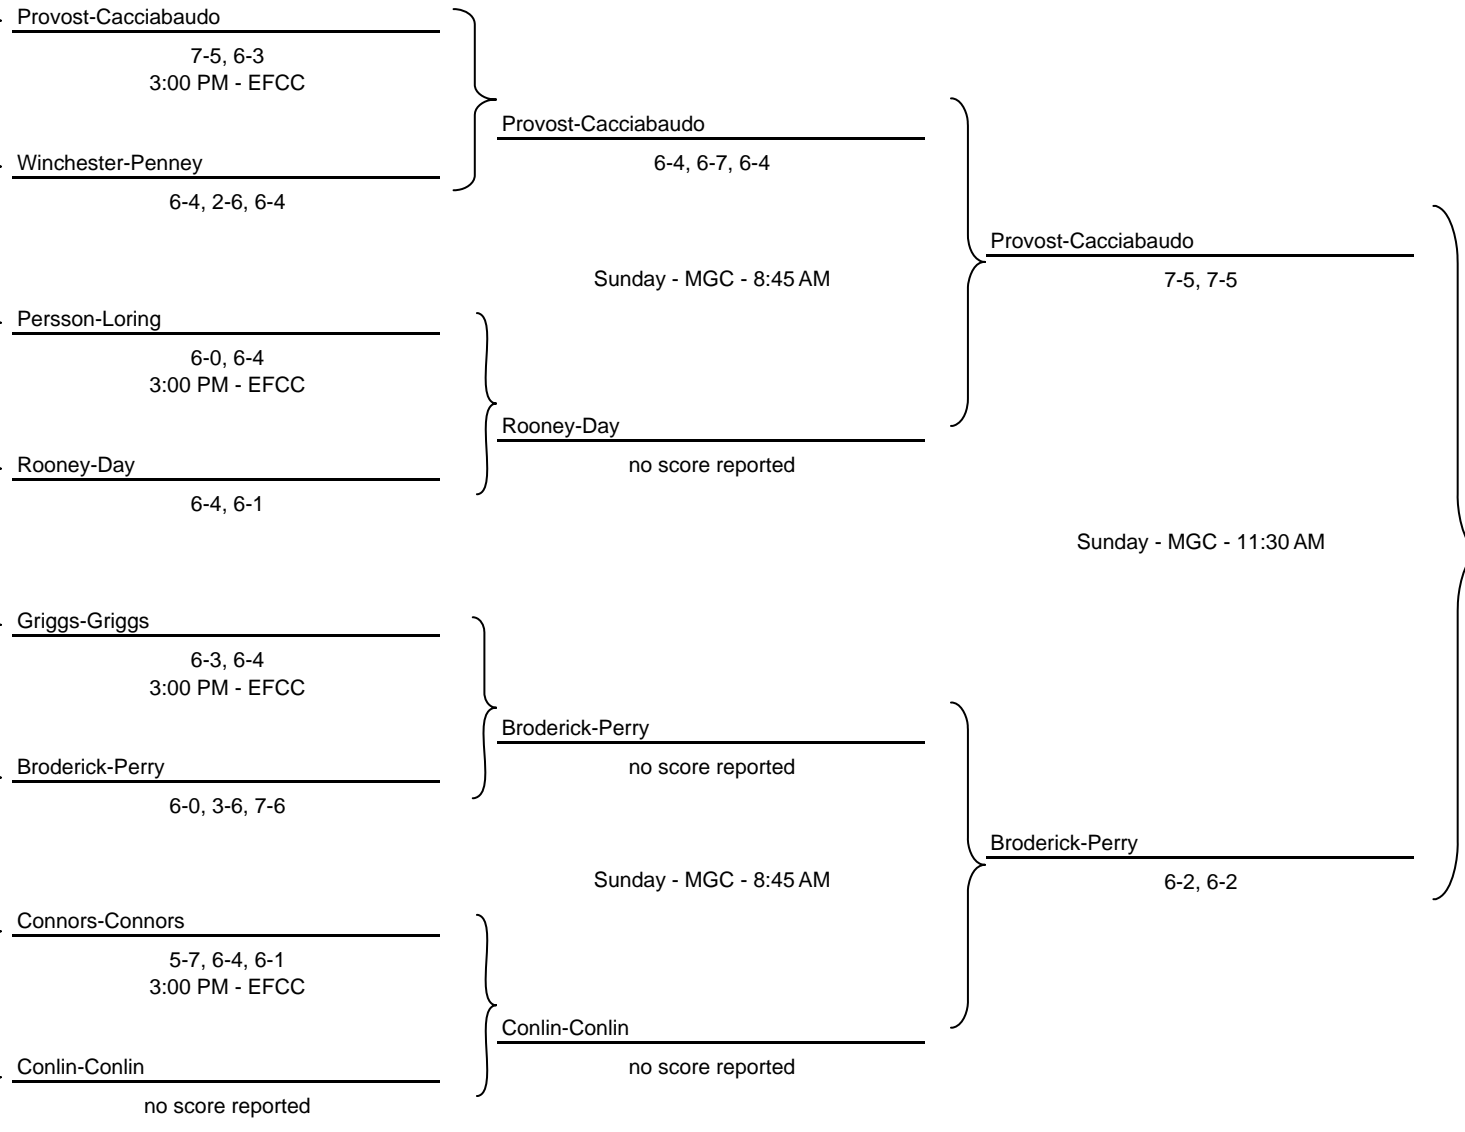 Provost-Cacciabaudo
7-5, 6-3
3:00 PM - EFCC
Winchester-Penney
6-4, 2-6, 6-4
Persson-Loring
6-0, 6-4
3:00 PM - EFCC
Rooney-Day
6-4, 6-1
Griggs-Griggs
6-3, 6-4
3:00 PM - EFCC
Broderick-Perry
6-0, 3-6, 7-6
Connors-Connors
5-7, 6-4, 6-1
3:00 PM - EFCC
Conlin-Conlin
no score reported
Provost-Cacciabaudo
6-4, 6-7, 6-4
Sunday - MGC - 8:45 AM
Rooney-Day
no score reported
Broderick-Perry
no score reported
Sunday - MGC - 8:45 AM
Conlin-Conlin
no score reported
Provost-Cacciabaudo
7-5, 7-5
Sunday - MGC - 11:30 AM
Broderick-Perry
6-2, 6-2